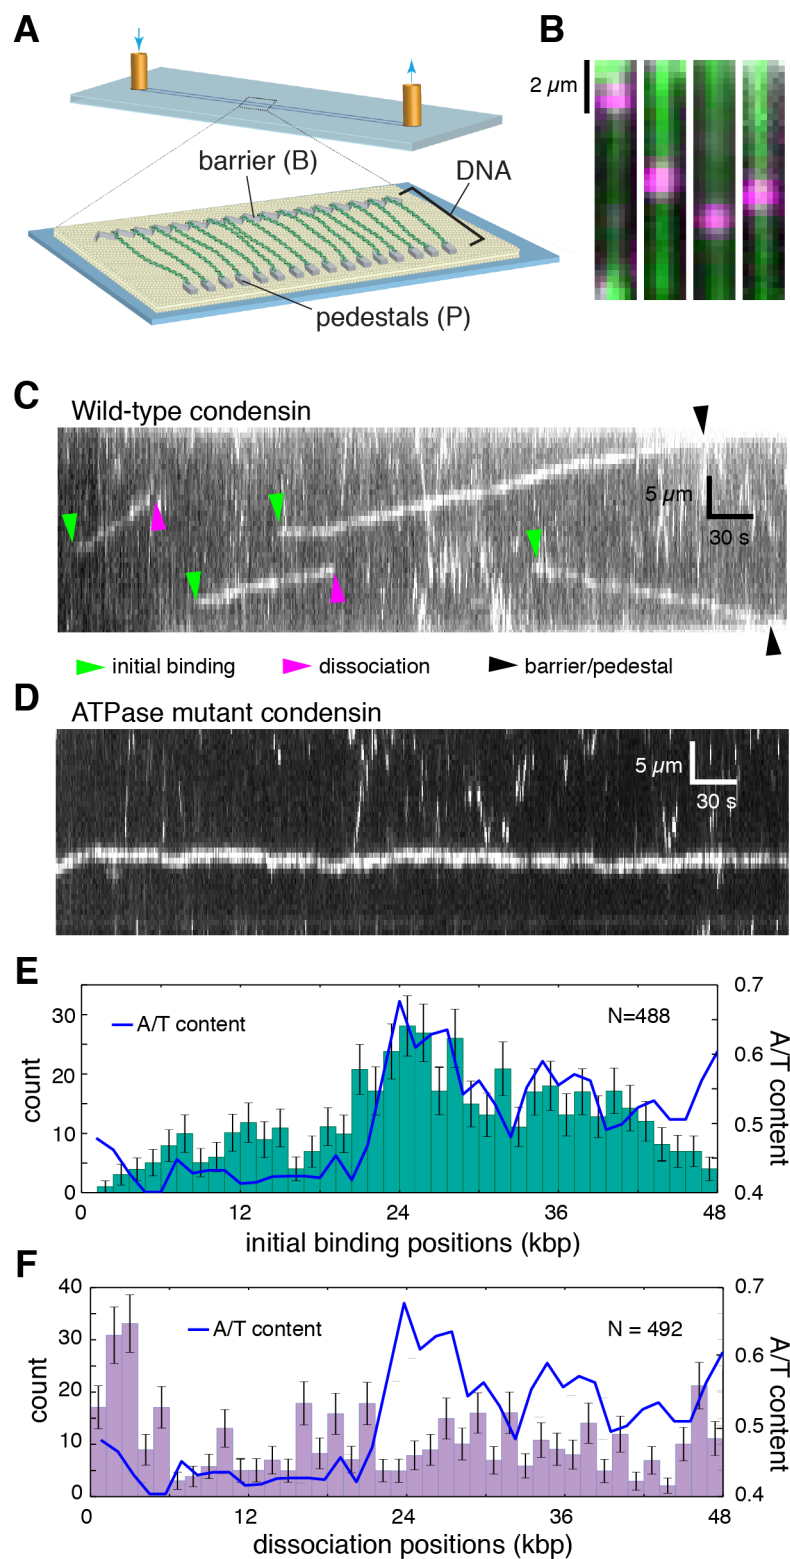 A
barrier (B)
DNA
pedestals (P)
B
2 µm
C
Wild-type condensin
5 µm
30 s
initial binding
dissociation
barrier/pedestal
D
ATPase mutant condensin
5 µm
30 s
E
A/T content
N=488
30
20
10
0
count
0.7
0.6
0.5
0.4
A/T content
0 12 24 36 48
initial binding positions (kbp)
F
A/T content
N = 492
40
30
20
10
0
count
0.7
0.6
0.5
0.4
A/T content
0 12 24 36 48
dissociation positions (kbp)